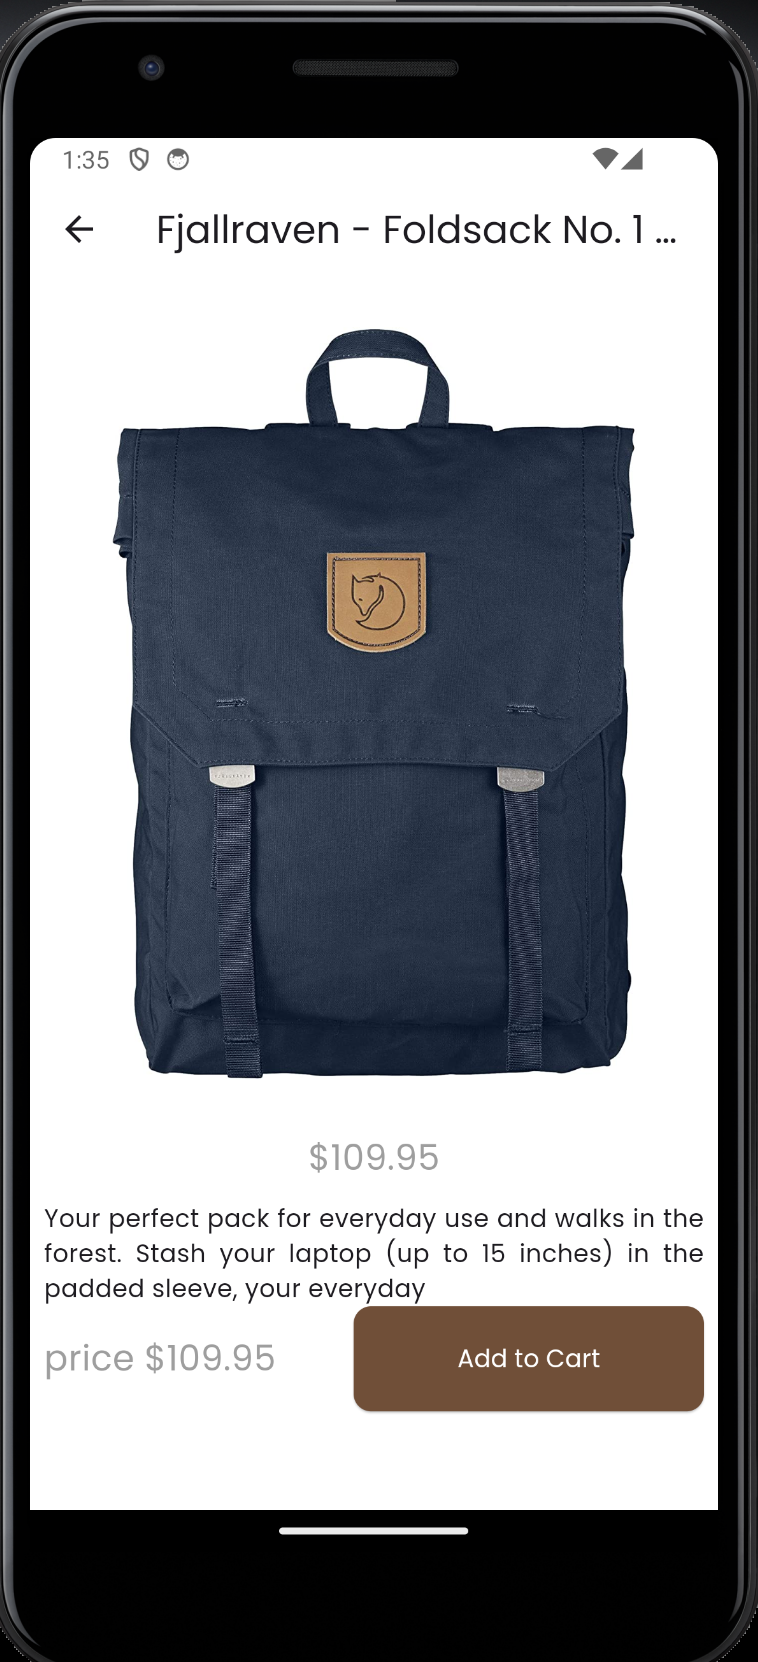 1:35
Fjallraven - Foldsack No. 1 ...
$109.95
Your perfect pack for everyday use and walks in the
forest. Stash your laptop (up to 15 inches) in the
padded sleeve, your everyday
price $109.95
Add to Cart